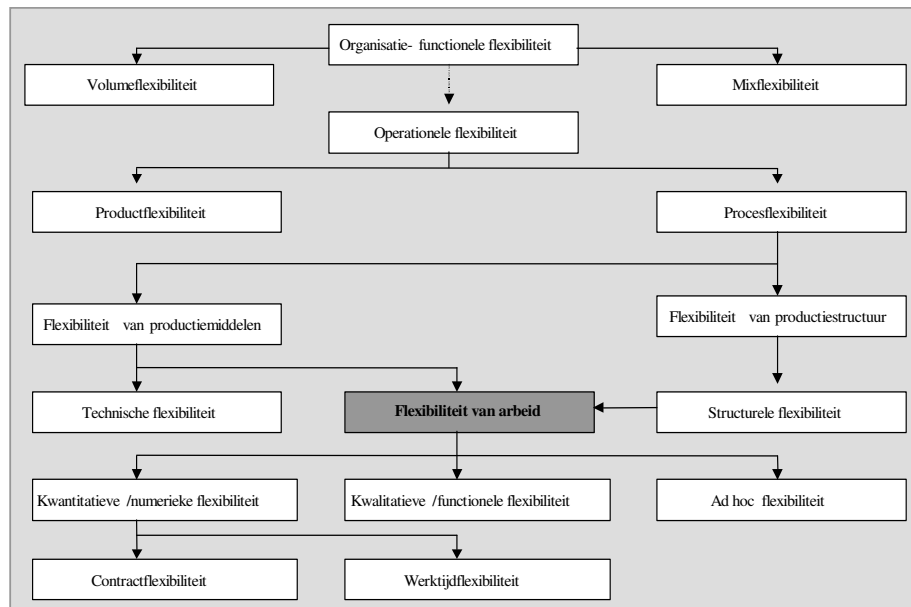 Organisatie- functionele flexibiliteit
Volumeflexibiliteit
Mixflexibiliteit
Operationele flexibiliteit
Productflexibiliteit
Procesflexibiliteit
Flexibiliteit van productiemiddelen
Flexibiliteit van productiestructuur
Technische flexibiliteit
Flexibiliteit van arbeid
Structurele flexibiliteit
Kwantitatieve /numerieke flexibiliteit
Kwalitatieve /functionele flexibiliteit
Ad hoc flexibiliteit
Contractflexibiliteit
Werktijdflexibiliteit